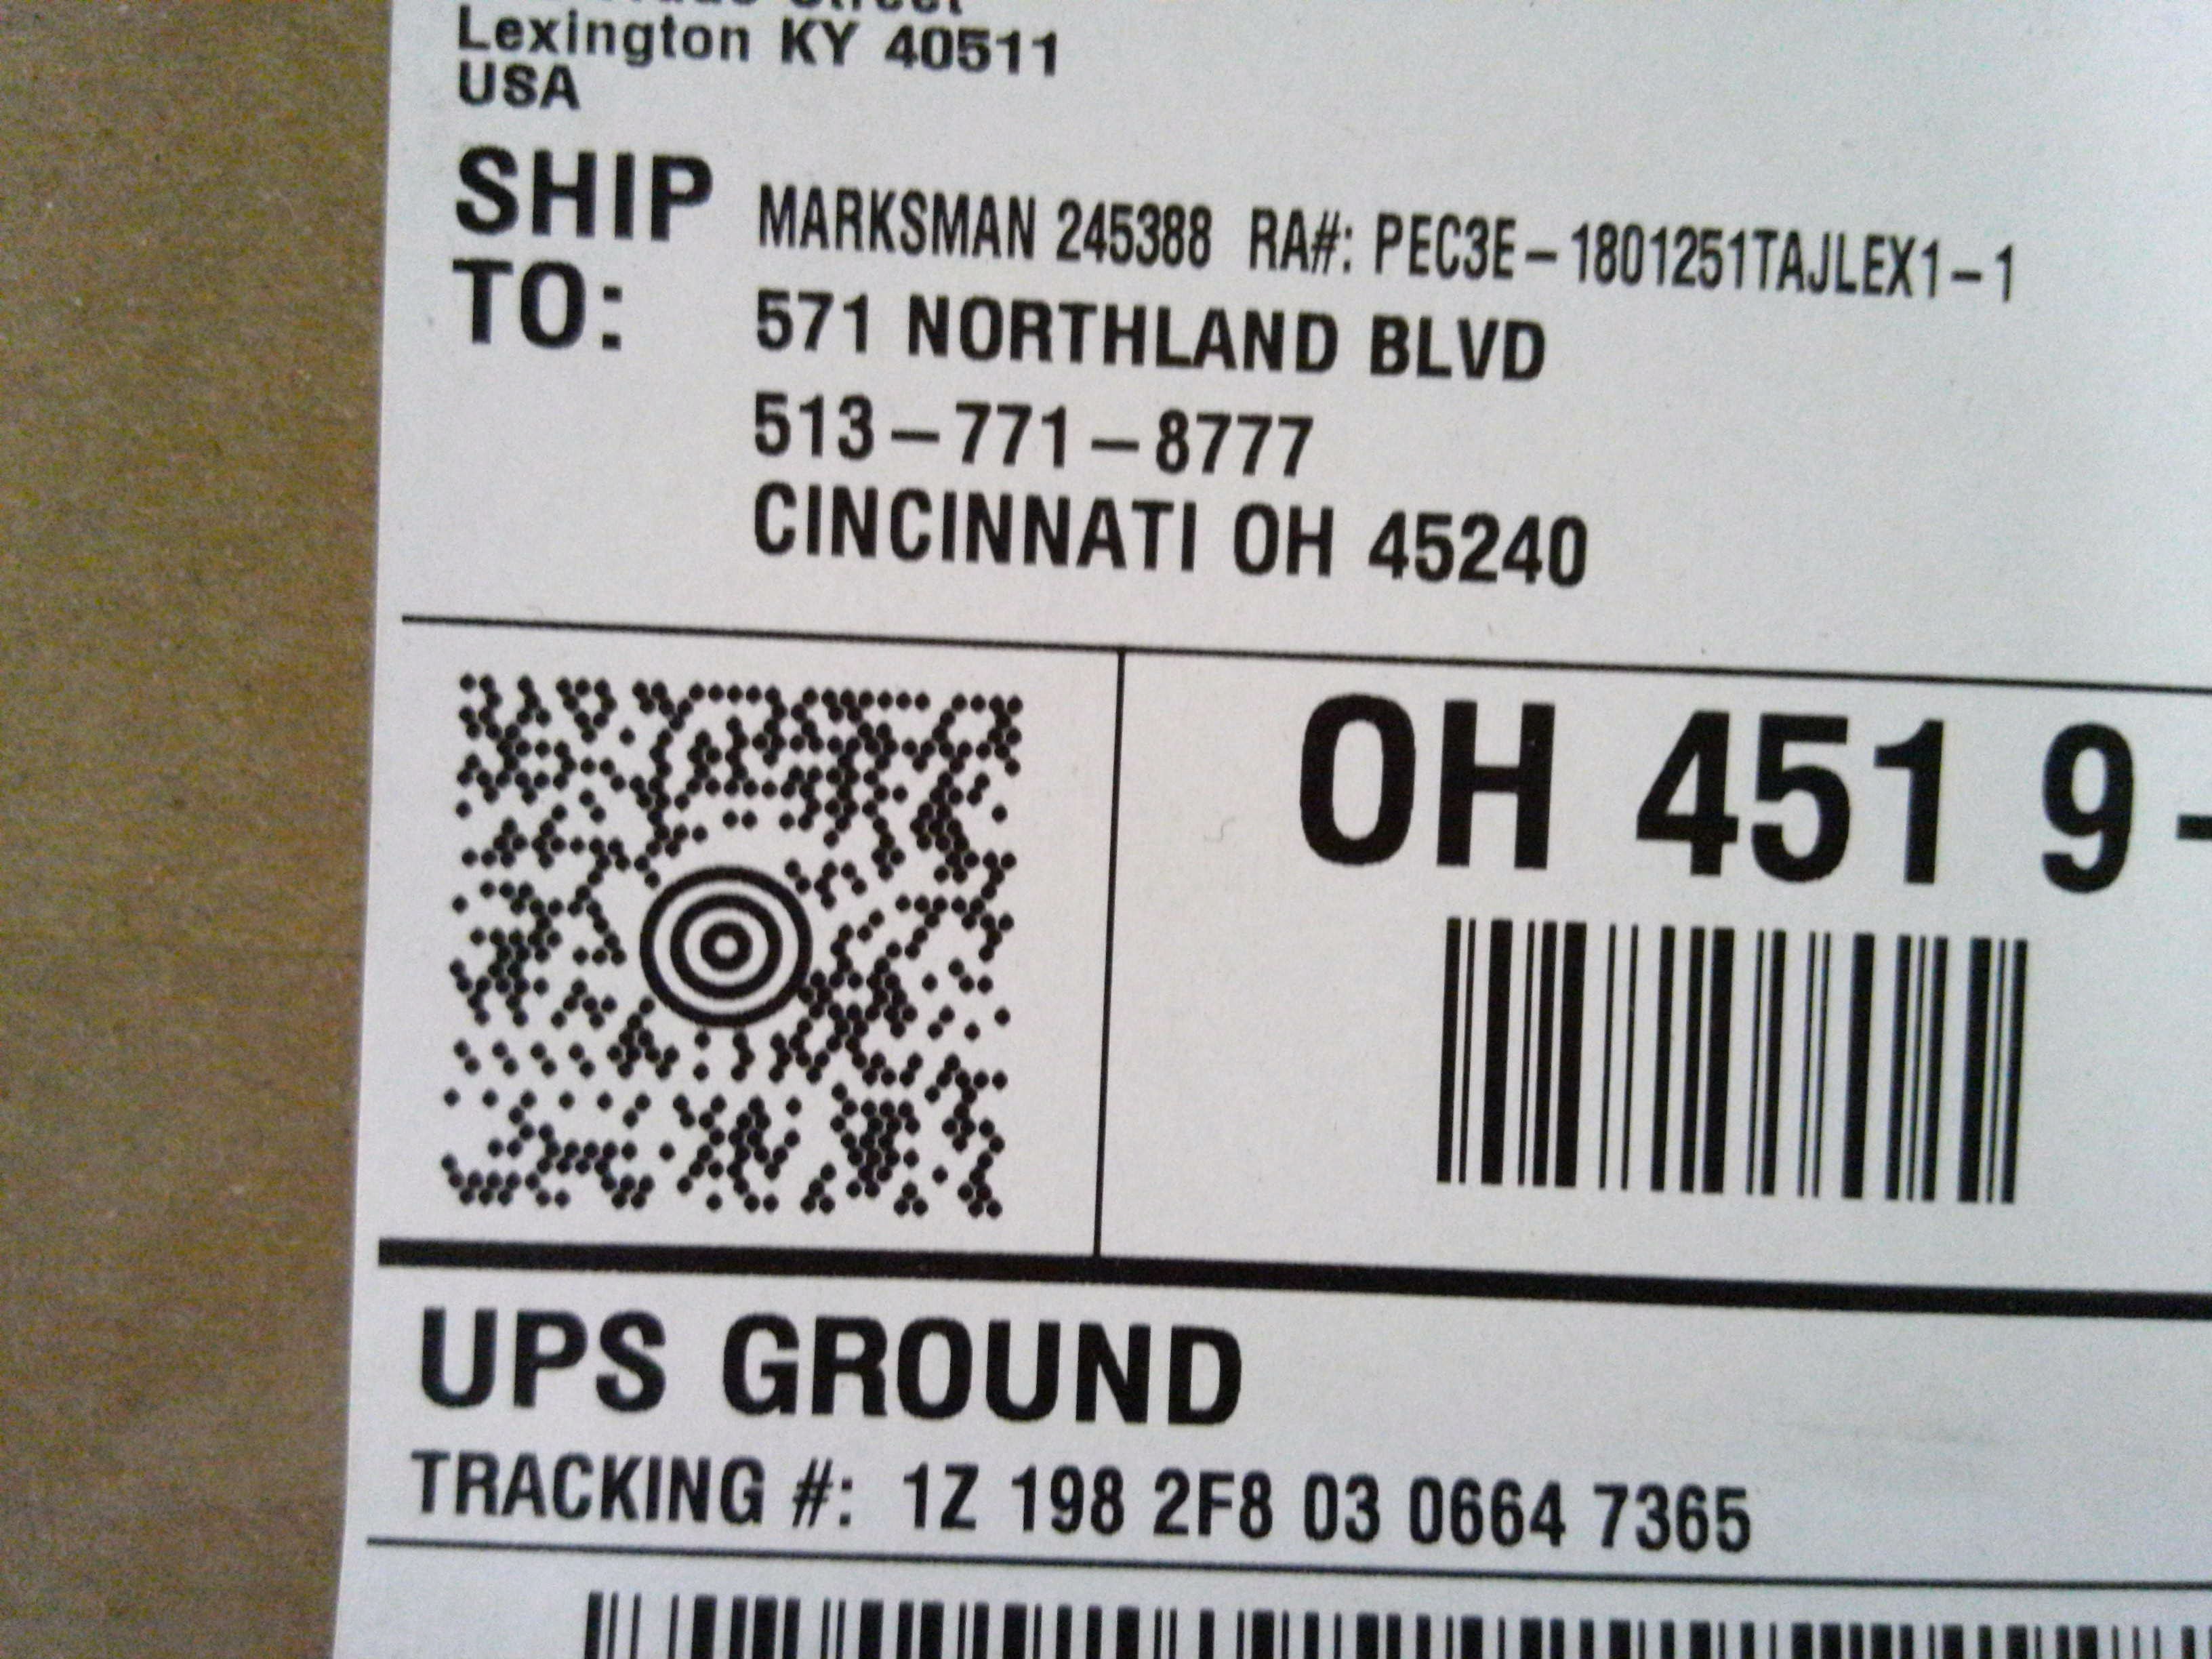 Street
Lexington KY 40511
USA
SHIP TO:
MARKSMAN 245388 RA#: PEC3E-1801251TAJLEX1-1
571 NORTHLAND BLVD
513-771-8777
CINCINNATI OH 45240
OH 451 9-
UPS GROUND
TRACKING #: 1Z 198 2F8 03 0664 7365